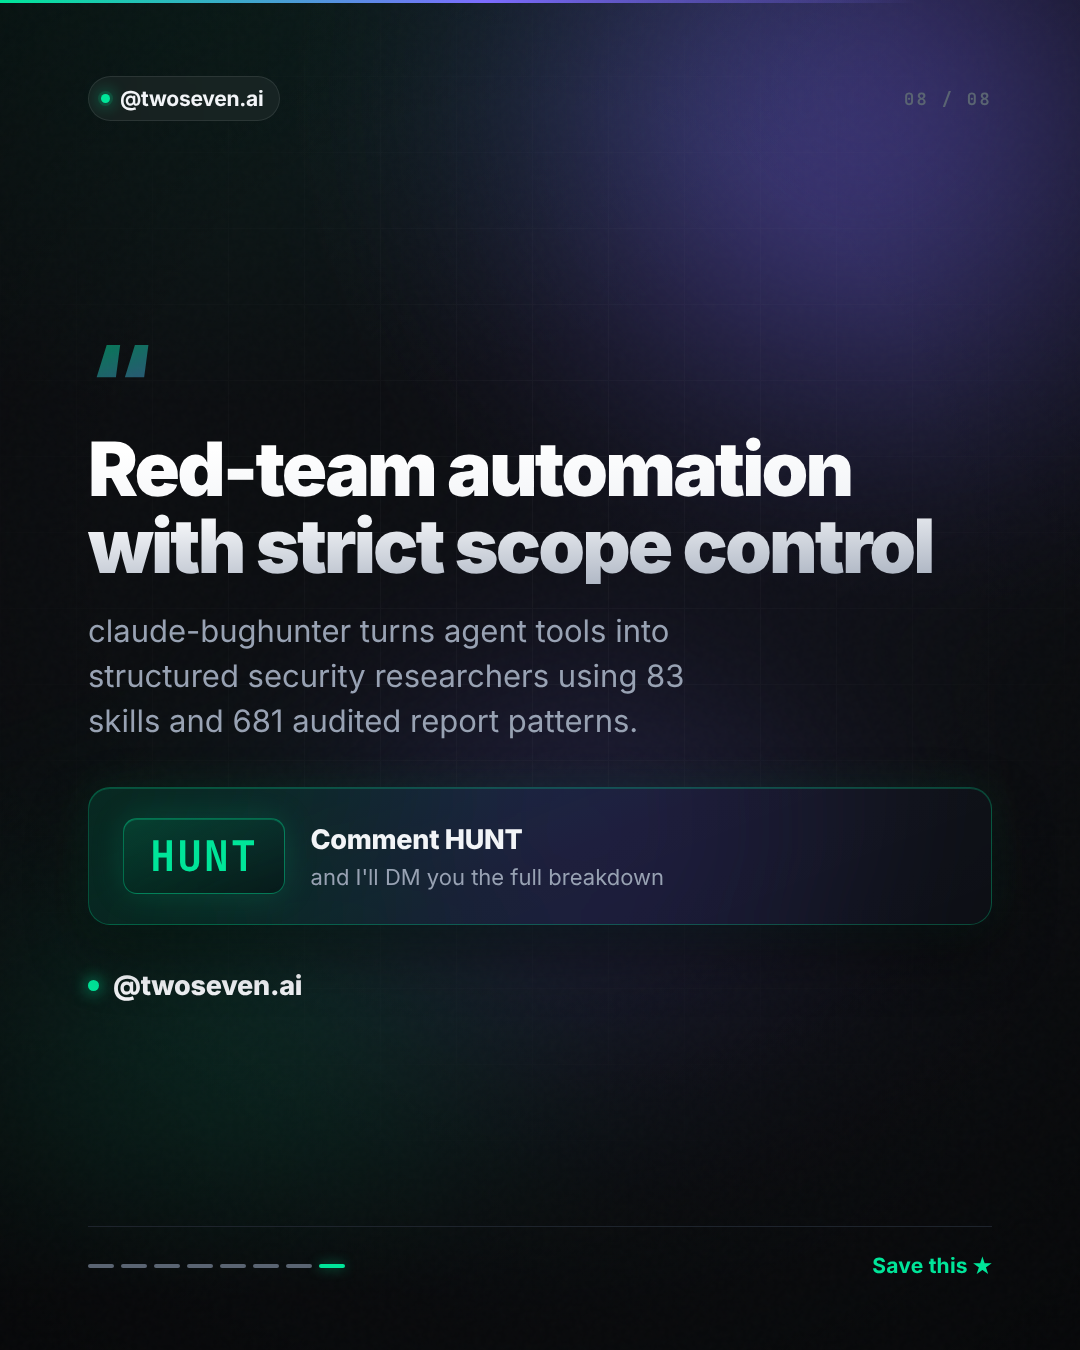 @twoseven.ai
08 / 08
"
Red-team automation
with strict scope control
claude-bughunter turns agent tools into
structured security researchers using 83
skills and 681 audited report patterns.
HUNT
Comment HUNT
and I'll DM you the full breakdown
@twoseven.ai
Save this ★